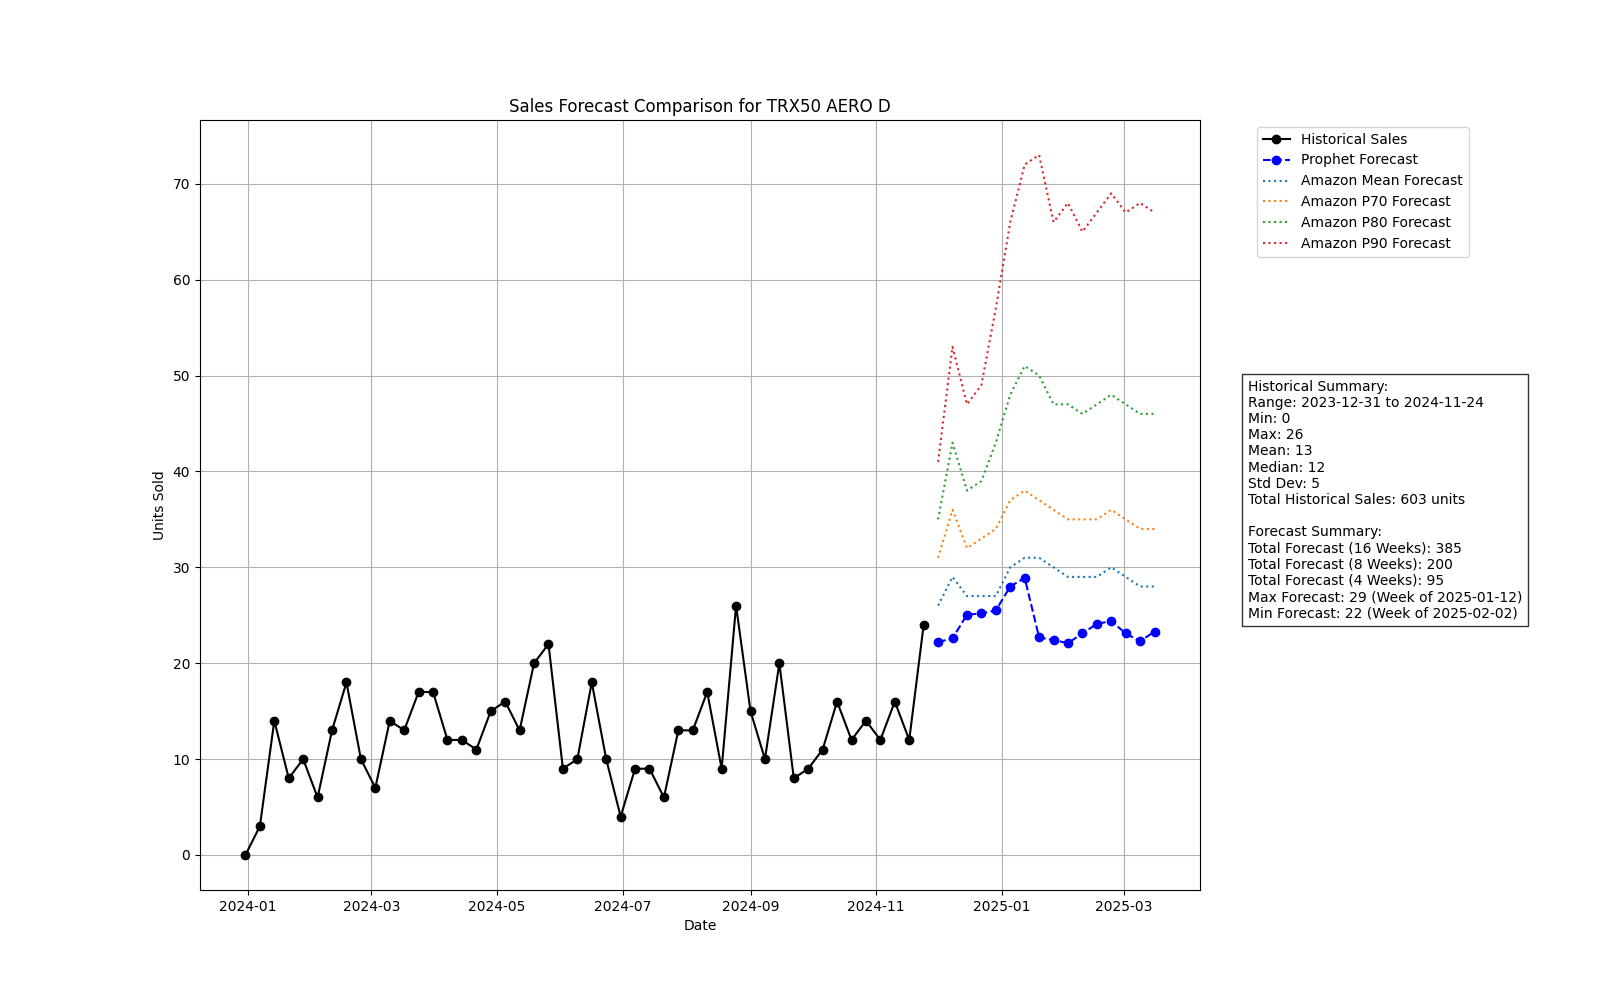 Sales Forecast Comparison for TRX50 AERO D
Historical Sales
Prophet Forecast
Amazon Mean Forecast
Amazon P70 Forecast
Amazon P80 Forecast
Amazon P90 Forecast
Units Sold
70
60
50
40
30
20
10
0
2024-01
2024-03
2024-05
2024-07
2024-09
2024-11
2025-01
2025-03
Date
Historical Summary:
Range: 2023-12-31 to 2024-11-24
Min: 0
Max: 26
Mean: 13
Median: 12
Std Dev: 5
Total Historical Sales: 603 units
Forecast Summary:
Total Forecast (16 Weeks): 385
Total Forecast (8 Weeks): 200
Total Forecast (4 Weeks): 95
Max Forecast: 29 (Week of 2025-01-12)
Min Forecast: 22 (Week of 2025-02-02)